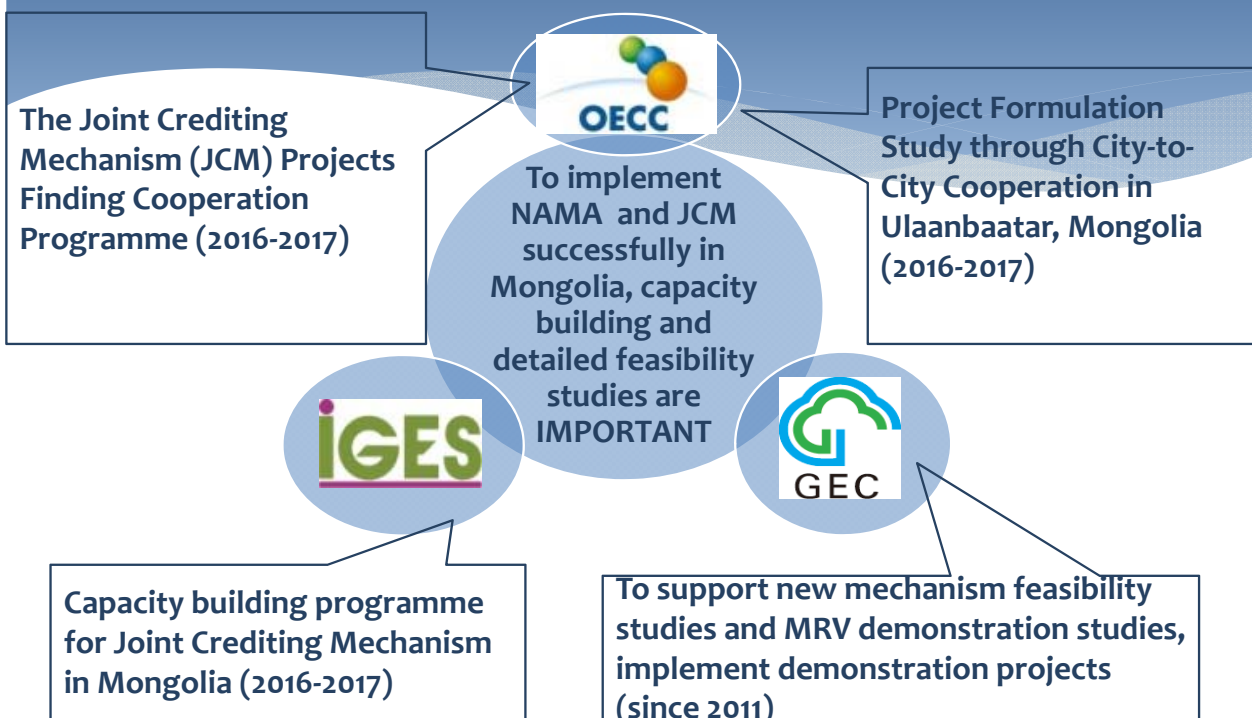 OECC
The Joint Crediting
Mechanism (JCM) Projects
Finding Cooperation
Programme (2016-2017)
Project Formulation
Study through City-to-
City Cooperation in
Ulaanbaatar, Mongolia
(2016-2017)
To implement
NAMA and JCM
successfully in
Mongolia, capacity
building and
detailed feasibility
studies are
IMPORTANT
iGES
GEC
Capacity building programme
for Joint Crediting Mechanism
in Mongolia (2016-2017)
To support new mechanism feasibility
studies and MRV demonstration studies,
implement demonstration projects
(since 2011)